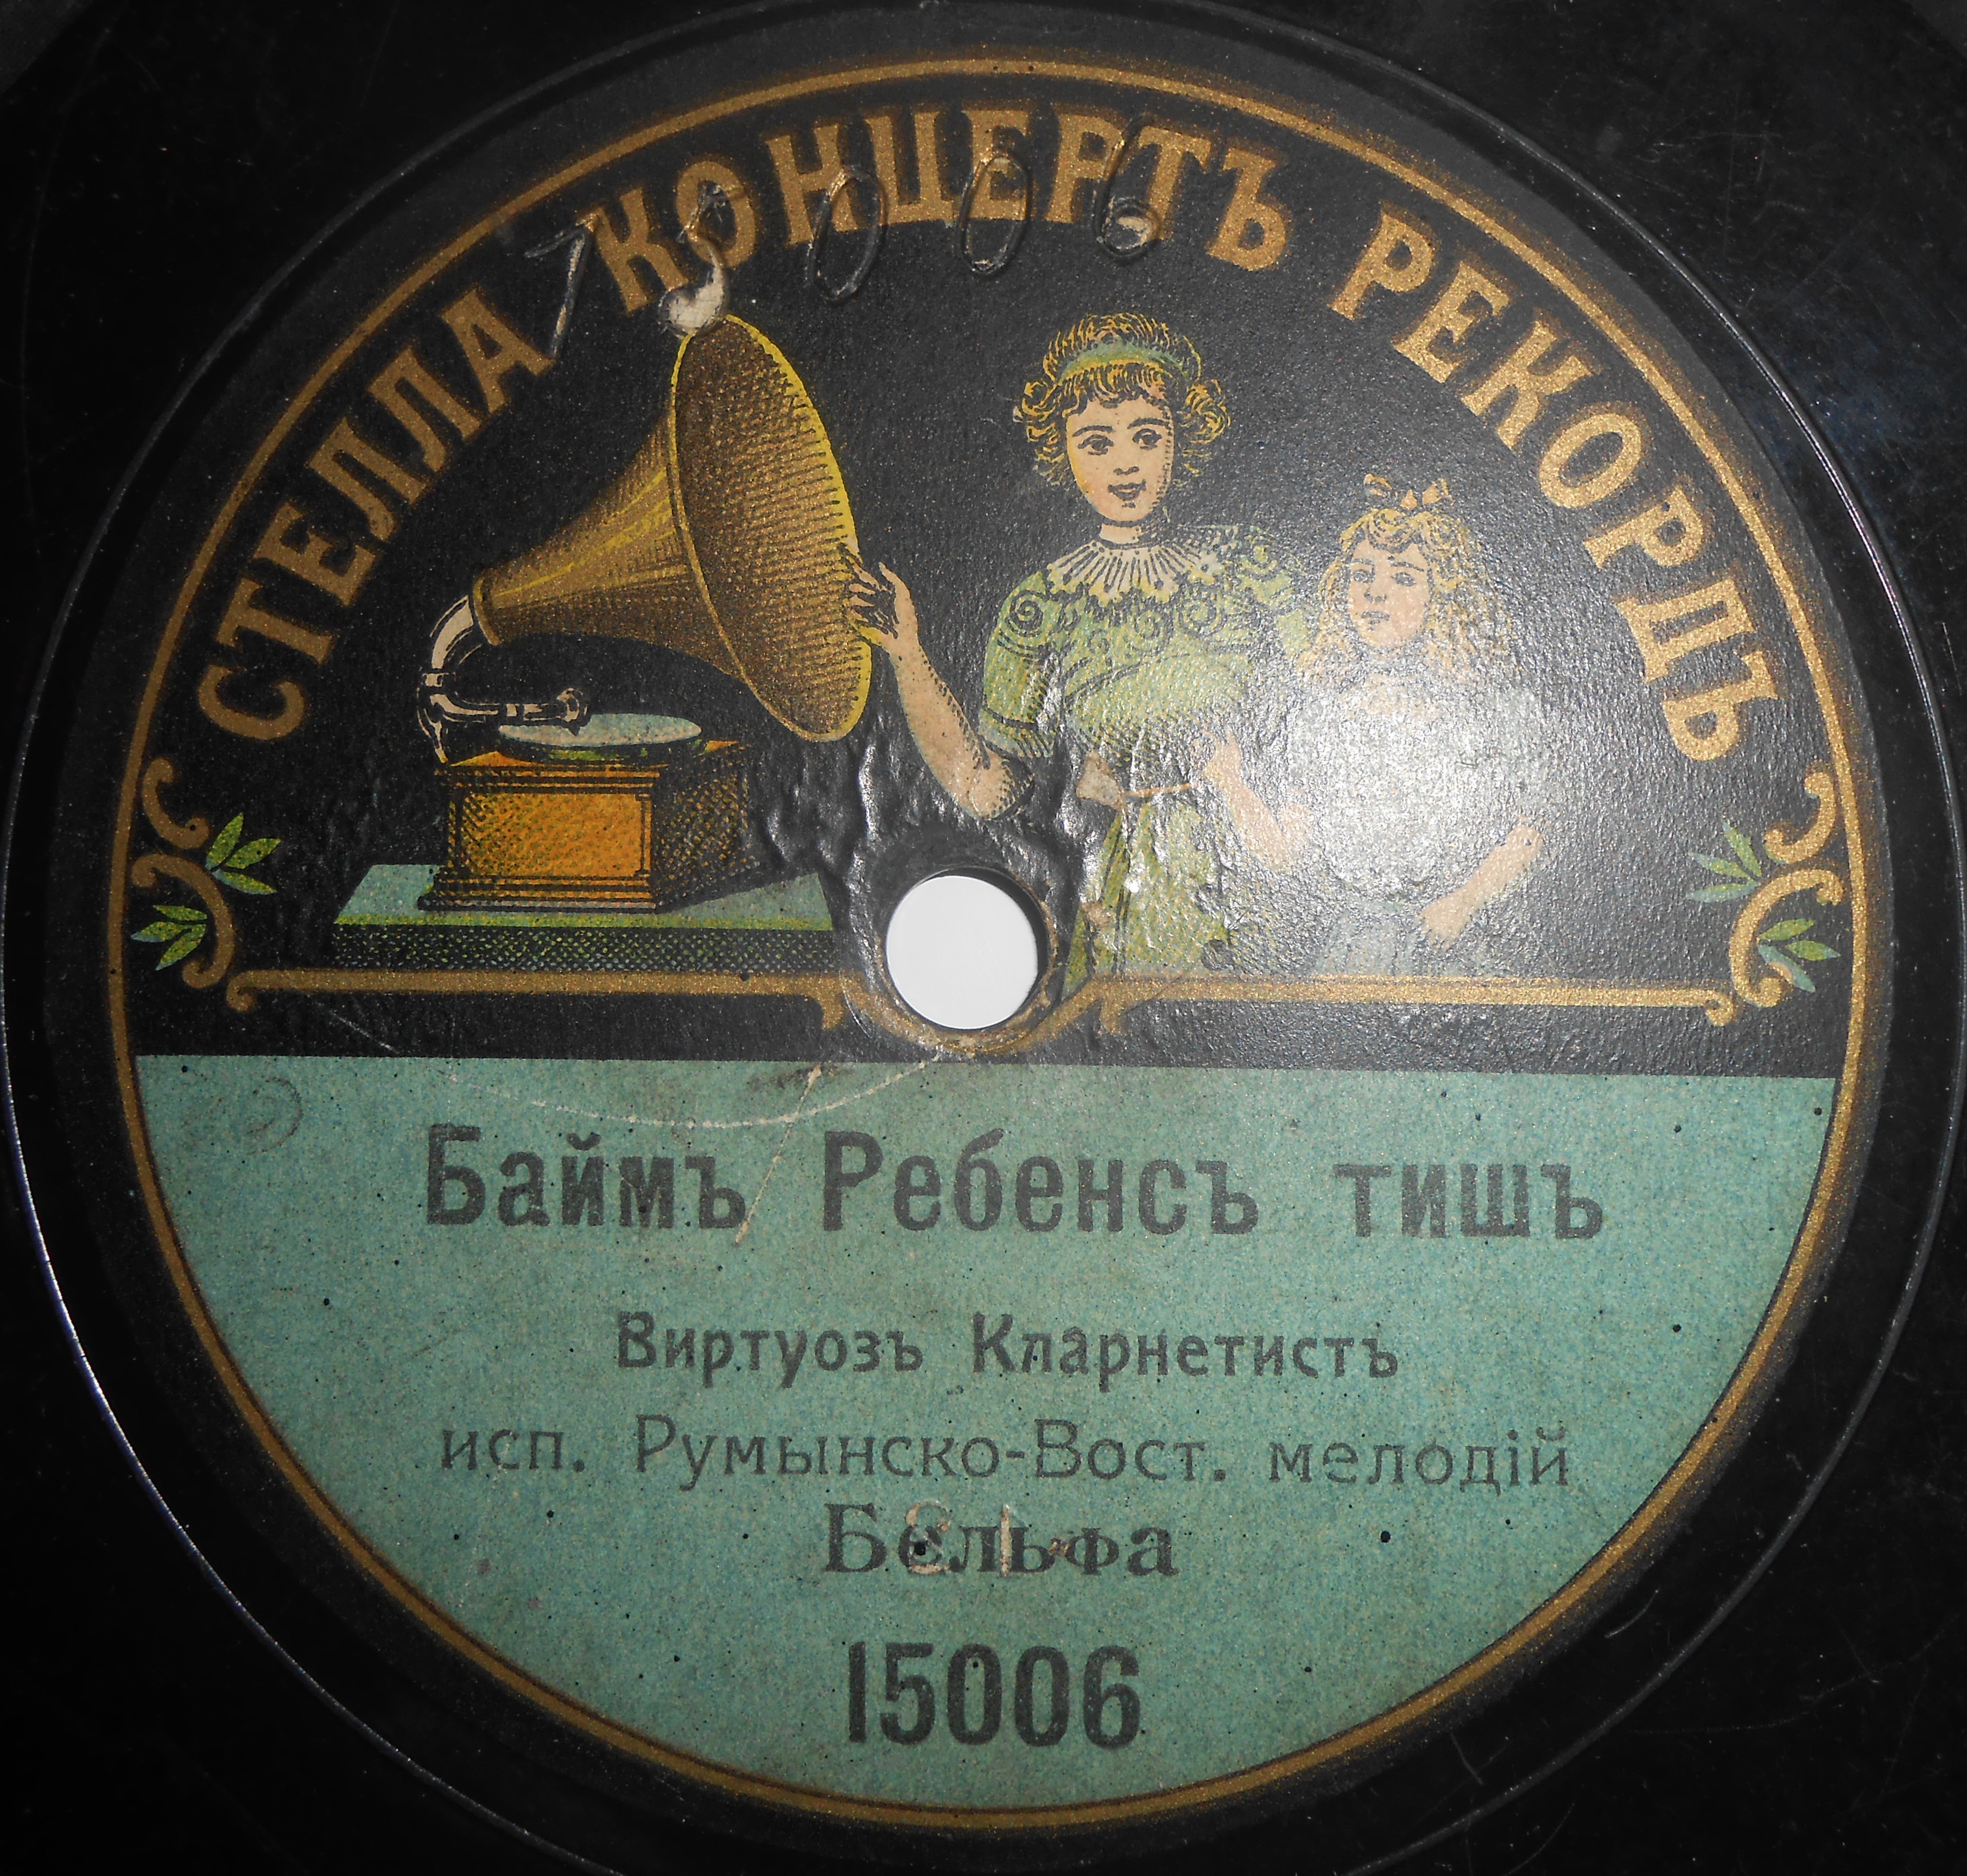 СТЕЛЛА КОНЦЕРТЪ РЕКОРДЪ
15006
Баймъ Ребенсъ тишъ
Виртуозъ Кларнетистъ
исп. Румынско-Вост. мелодій
Бельфа
15006